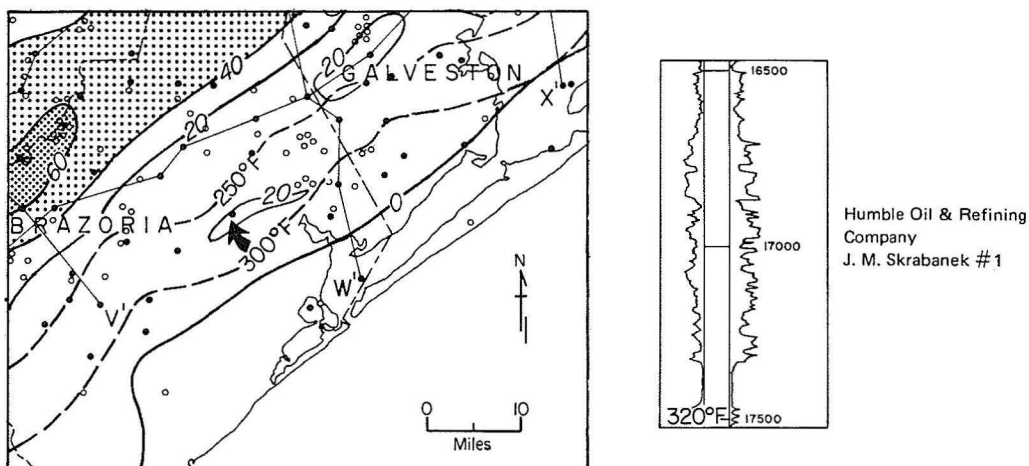 40
20
GALVESTON
20
X'
60
250°F
20
0
BRAZORIA
300°F
W'
V'
N
0 10
Miles
16500
17000
320°F
17500
Humble Oil & Refining
Company
J. M. Skrabanek #1